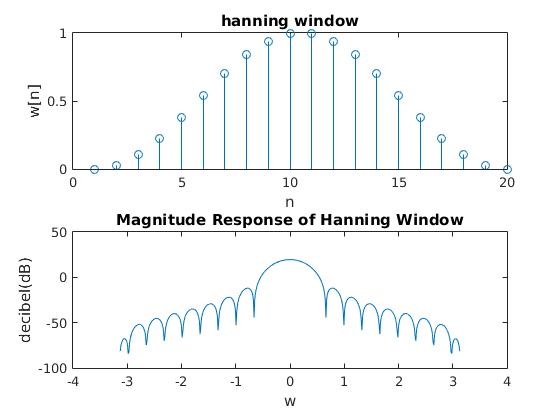 hanning window
1
0.5
0
w[n]
0 5 10 15 20
n
Magnitude Response of Hanning Window
50
0
-50
-100
decibel(dB)
-4 -3 -2 -1 0 1 2 3 4
w